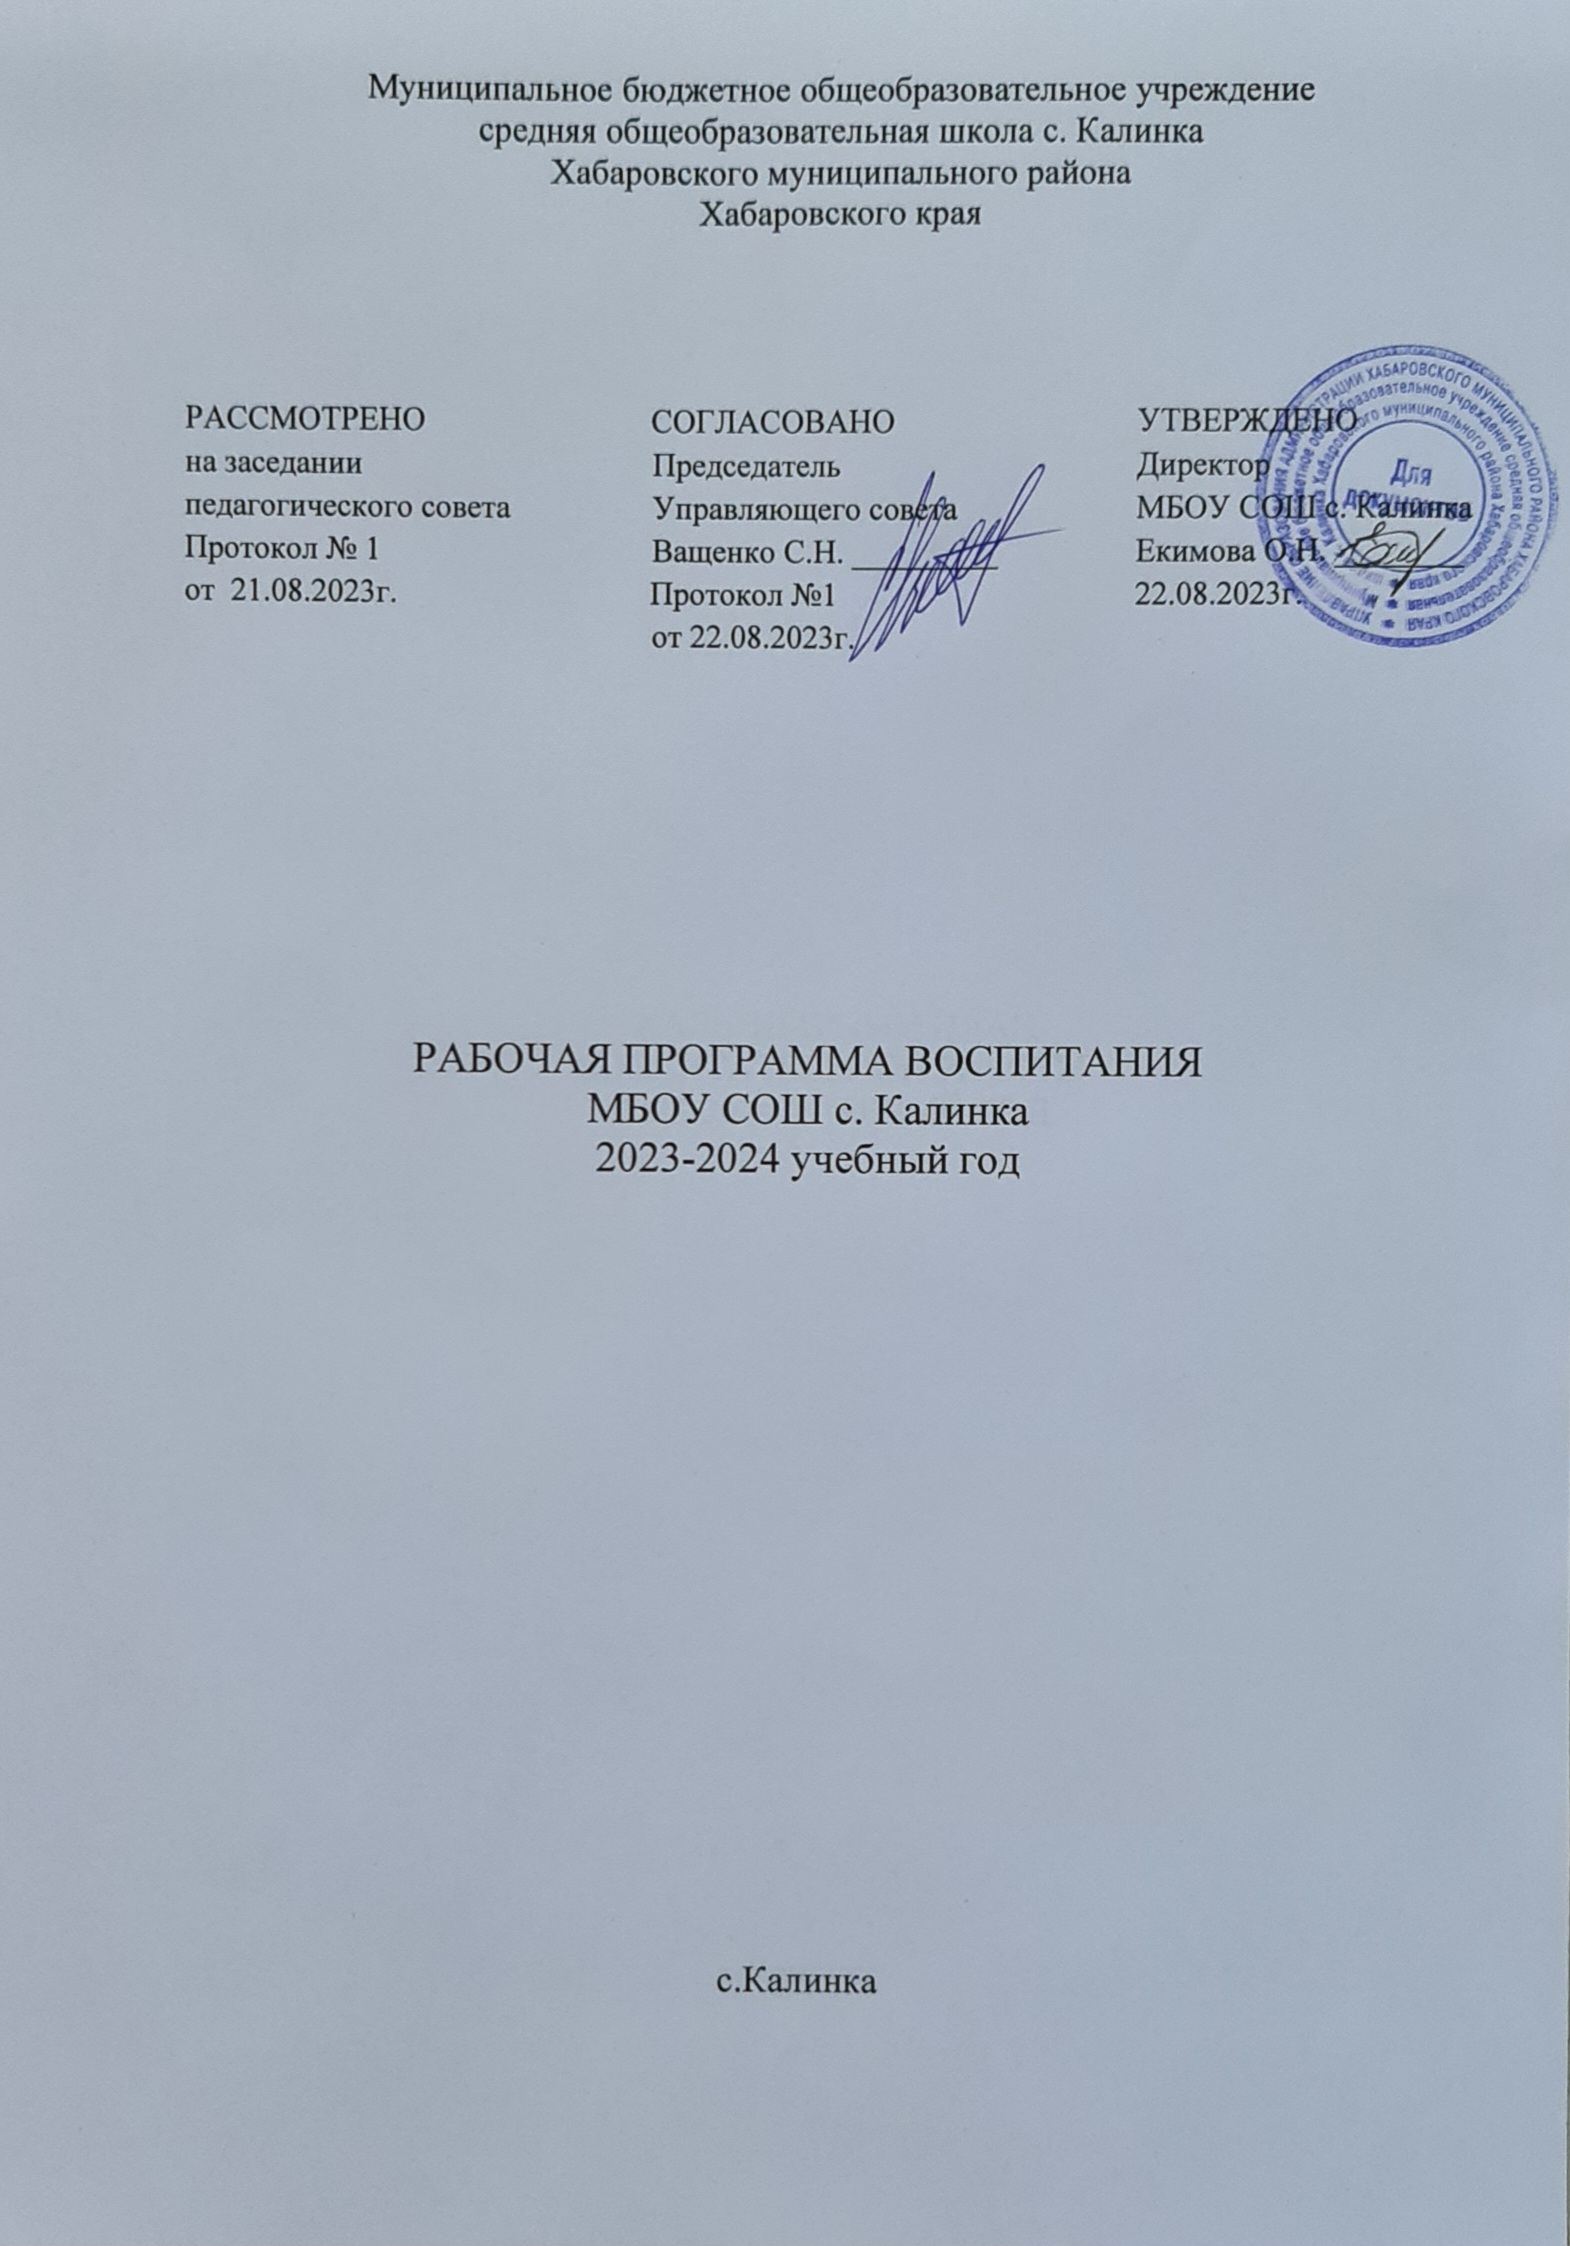 Муниципальное бюджетное общеобразовательное учреждение
средняя общеобразовательная школа с. Калинка
Хабаровского муниципального района
Хабаровского края
РАССМОТРЕНО
на заседании
педагогического совета
Протокол № 1
от 21.08.2023г.
СОГЛАСОВАНО
Председатель
Управляющего совета
Ващенко С.Н.
Протокол №1
от 22.08.2023г.
УТВЕРЖДЕНО
Директор
МБОУ СОШ с. Калинка
Екимова О.Н.
22.08.2023г.
Для
документов
РАБОЧАЯ ПРОГРАММА ВОСПИТАНИЯ
МБОУ СОШ с. Калинка
2023-2024 учебный год
с.Калинка